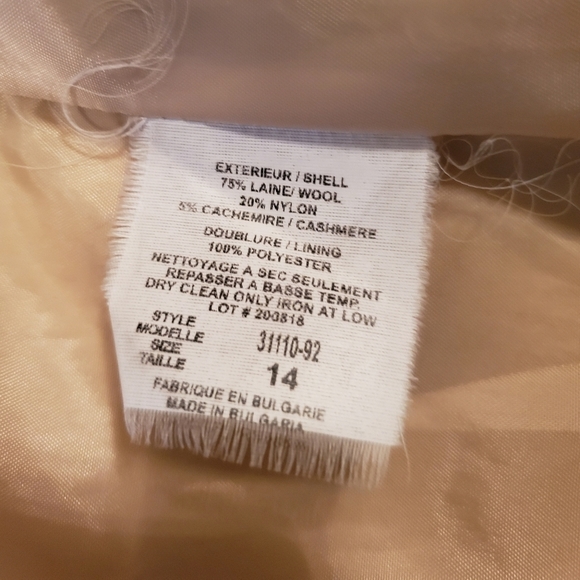 EXTERIEUR / SHELL
75% LAINE/ WOOL
20% NYLON
5% CACHEMIRE / CASHMERE
DOUBLURE / LINING
100% POLYESTER
NETTOYAGE A SEC SEULEMENT
REPASSER A BASSE TEMP.
DRY CLEAN ONLY IRON AT LOW
LOT # 290818
STYLE
MODELLE 31110-92
SIZE
TAILLE 14
FABRIQUE EN BULGARIE
MADE IN BULGARIA